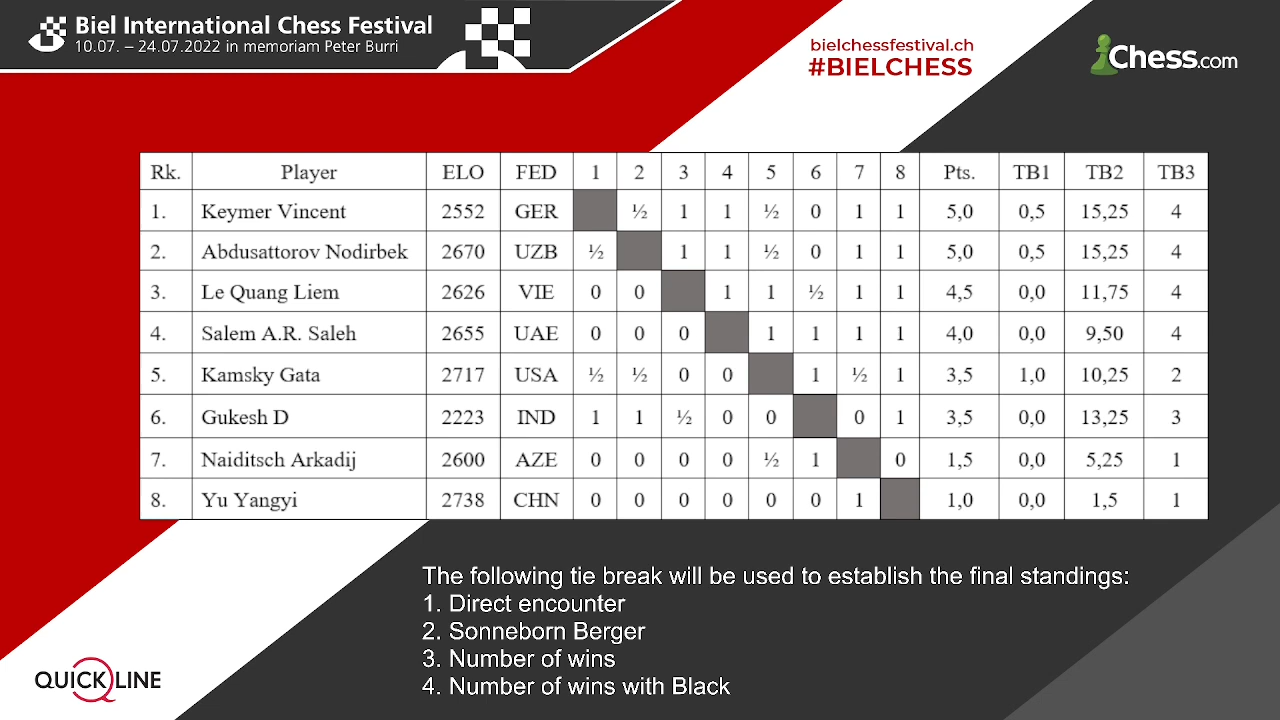 Biel International Chess Festival
10.07. – 24.07.2022 in memoriam Peter Burri
bielchessfestival.ch
#BIELCHESS
Chess.com
Rk. Player ELO FED 1 2 3 4 5 6 7 8 Pts. TB1 TB2 TB3
1. Keymer Vincent 2552 GER ½ 1 1 ½ 0 1 1 5,0 0,5 15,25 4
2. Abdusattorov Nodirbek 2670 UZB ½ 1 1 ½ 0 1 1 5,0 0,5 15,25 4
3. Le Quang Liem 2626 VIE 0 0 1 1 ½ 1 1 4,5 0,0 11,75 4
4. Salem A.R. Saleh 2655 UAE 0 0 0 1 1 1 1 4,0 0,0 9,50 4
5. Kamsky Gata 2717 USA ½ ½ 0 0 1 ½ 1 3,5 1,0 10,25 2
6. Gukesh D 2223 IND 1 1 ½ 0 0 0 1 3,5 0,0 13,25 3
7. Naiditsch Arkadij 2600 AZE 0 0 0 0 ½ 1 0 1,5 0,0 5,25 1
8. Yu Yangyi 2738 CHN 0 0 0 0 0 0 1 1,0 0,0 1,5 1
The following tie break will be used to establish the final standings:
1. Direct encounter
2. Sonneborn Berger
3. Number of wins
4. Number of wins with Black
QUICKLINE